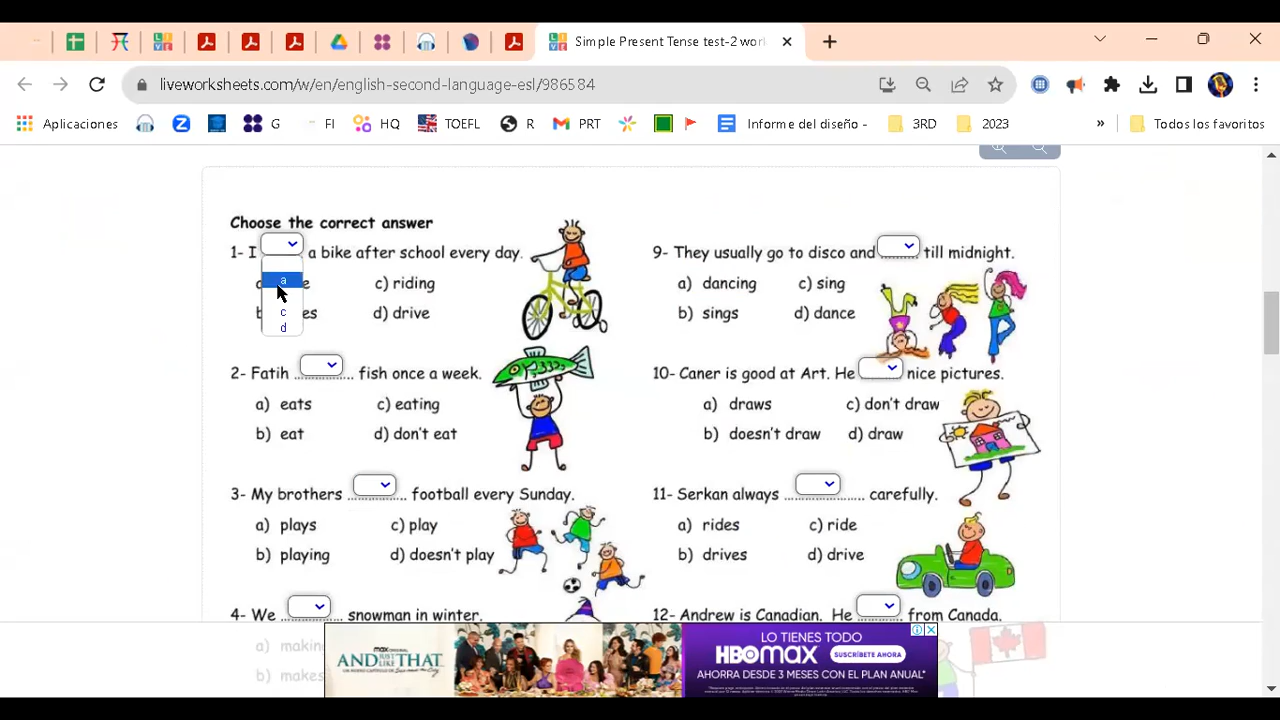 Simple Present Tense test-2 wor
liveworksheets.com/w/en/english-second-language-esl/986584
Aplicaciones G FI HQ TOEFL R PRT Informe del diseño - 3RD 2023 » Todos los favoritos
Choose the correct answer
1- I a bike after school every day.
a
c) riding
d) drive
c
d
2- Fatih fish once a week.
a) eats c) eating
b) eat d) don't eat
3- My brothers football every Sunday.
a) plays c) play
b) playing d) doesn't play
4- We snowman in winter.
b) makes
9- They usually go to disco and till midnight.
a) dancing c) sing
b) sings d) dance
10- Caner is good at Art. He nice pictures.
a) draws c) don't draw
b) doesn't draw d) draw
11- Serkan always carefully.
a) rides c) ride
b) drives d) drive
12- Andrew is Canadian. He from Canada.
max ORIGINAL
AND JUST LIKE THAT...
LO TIENES TODO
HBOmax
SUSCRÍBETE AHORA
AHORA DESDE 3 MESES CON EL PLAN ANUAL*